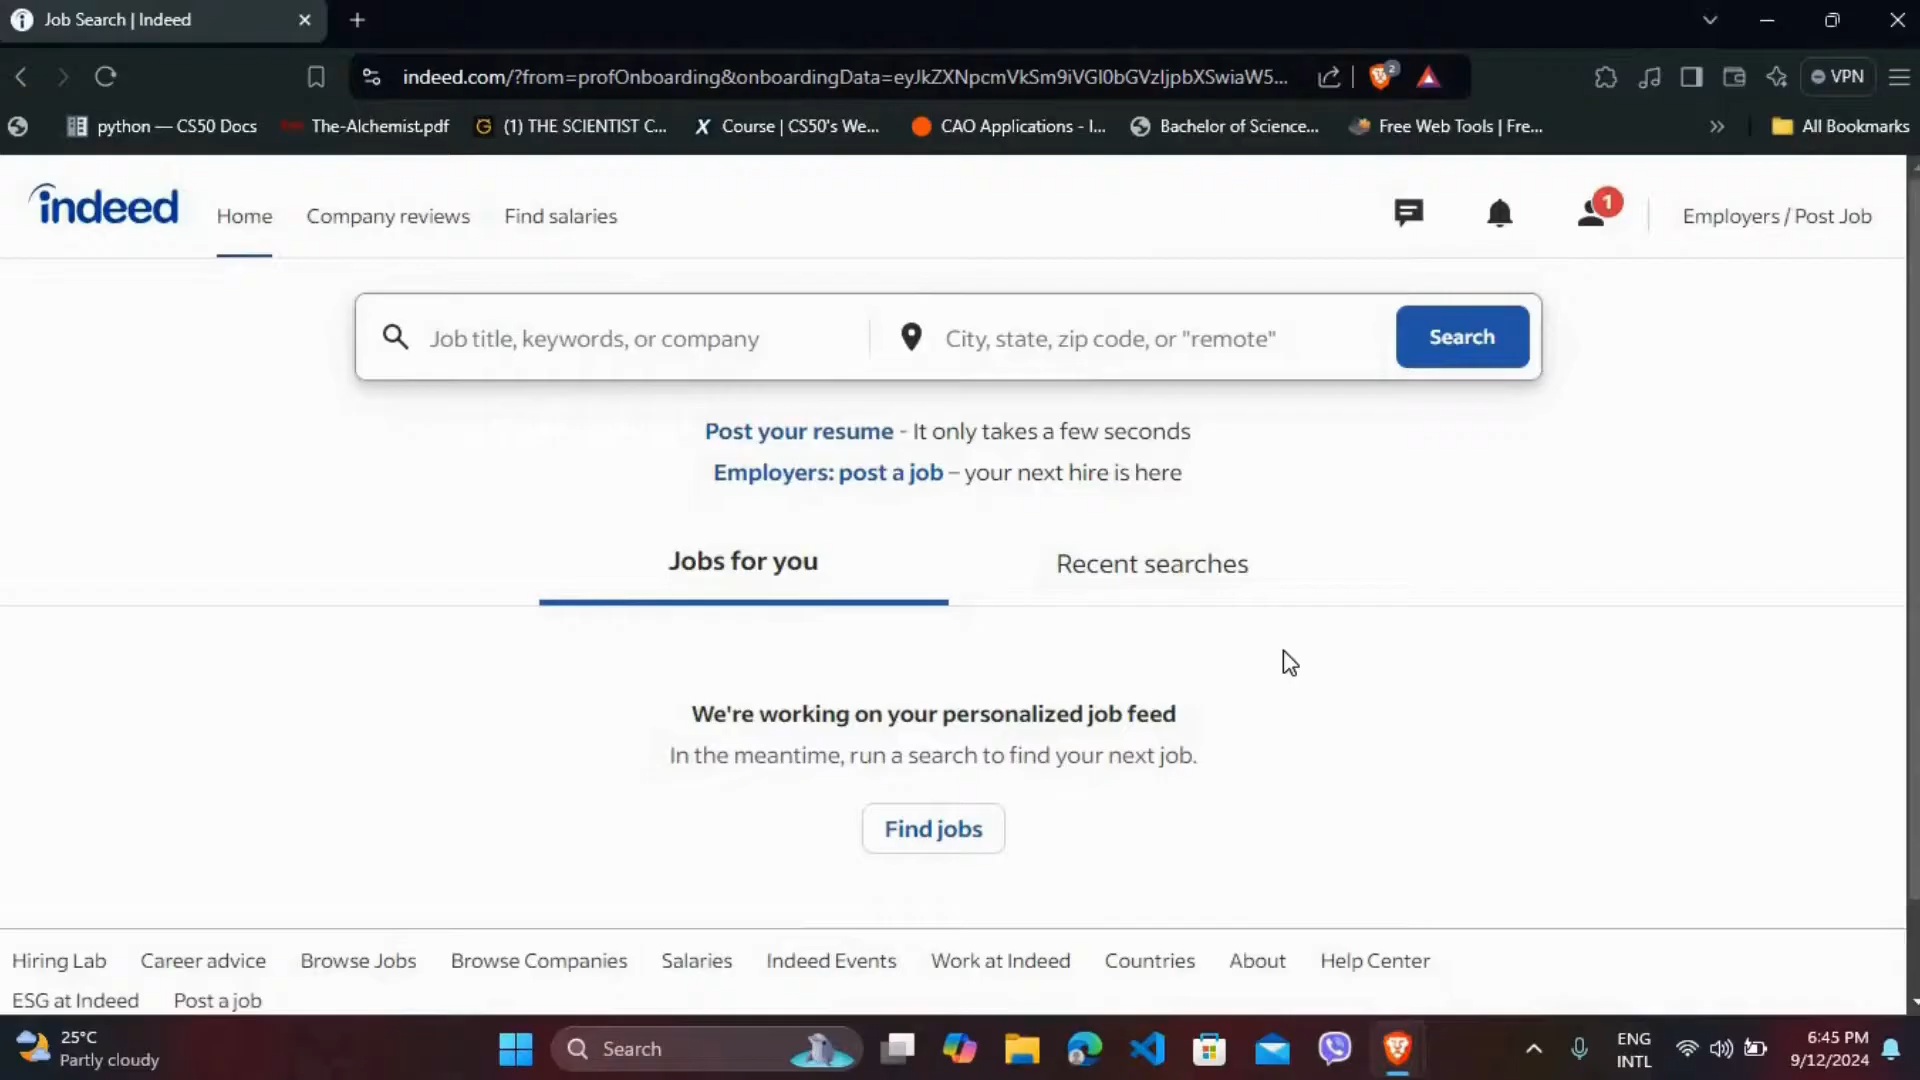 Job Search | Indeed
indeed.com/?from=profOnboarding&onboardingData=eyJkZXNpcmVkSm9iVGl0bGVzIjpbXSwiaW5... 2 VPN
python — CS50 Docs The-Alchemist.pdf (1) THE SCIENTIST C... Course | CS50's We... CAO Applications - I... Bachelor of Science... Free Web Tools | Fre... » All Bookmarks
indeed Home Company reviews Find salaries 1 Employers / Post Job
Job title, keywords, or company City, state, zip code, or "remote" Search
Post your resume - It only takes a few seconds
Employers: post a job – your next hire is here
Jobs for you Recent searches
We're working on your personalized job feed
In the meantime, run a search to find your next job.
Find jobs
Hiring Lab Career advice Browse Jobs Browse Companies Salaries Indeed Events Work at Indeed Countries About Help Center
ESG at Indeed Post a job
25°C ENG 6:45 PM
Partly cloudy Search INTL 9/12/2024